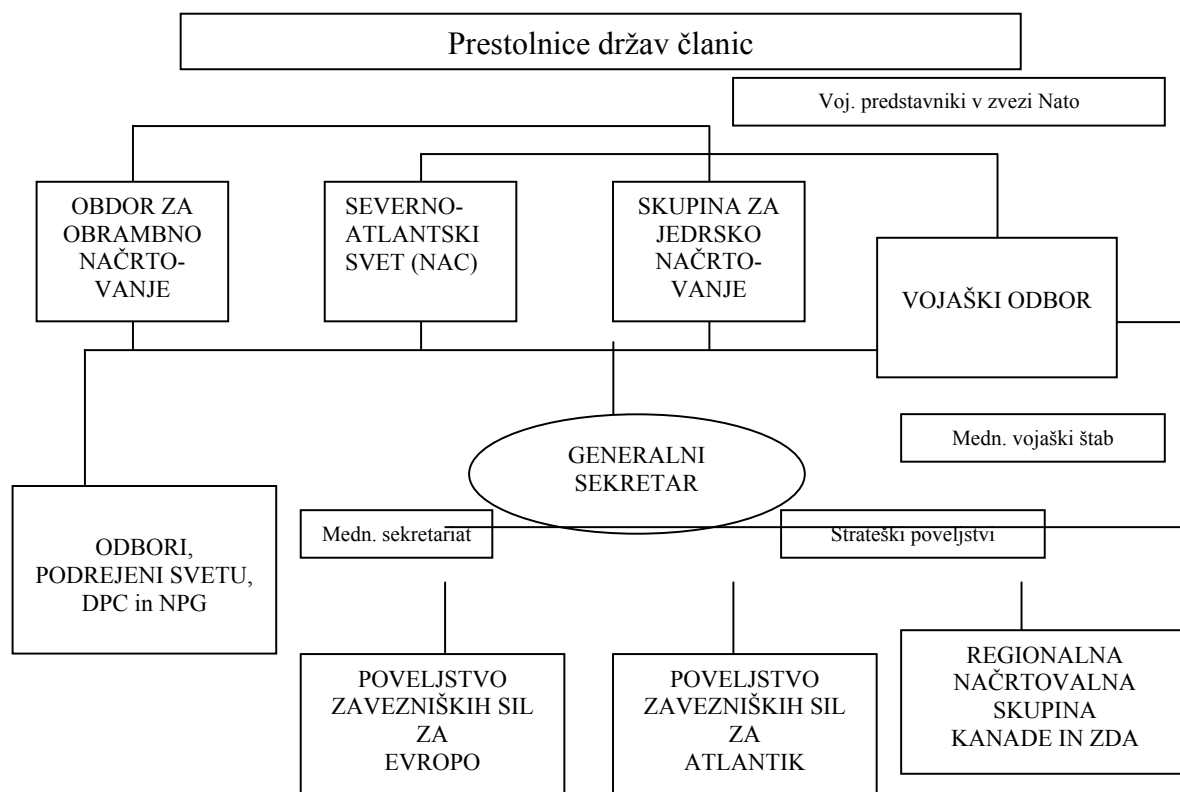 Prestolnice držav članic
Voj. predstavniki v zvezi Nato
OBDOR ZA
OBRAMBNO
NAČRTO-
VANJE
SEVERNO-
ATLANTSKI
SVET (NAC)
SKUPINA ZA
JEDRSKO
NAČRTO-
VANJE
VOJAŠKI ODBOR
Medn. vojaški štab
GENERALNI
SEKRETAR
Medn. sekretariat
Strateški poveljstvi
ODBORI,
PODREJENI SVETU,
DPC in NPG
POVELJSTVO
ZAVEZNIŠKIH SIL
ZA
EVROPO
POVELJSTVO
ZAVEZNIŠKIH SIL
ZA
ATLANTIK
REGIONALNA
NAČRTOVALNA
SKUPINA
KANADE IN ZDA